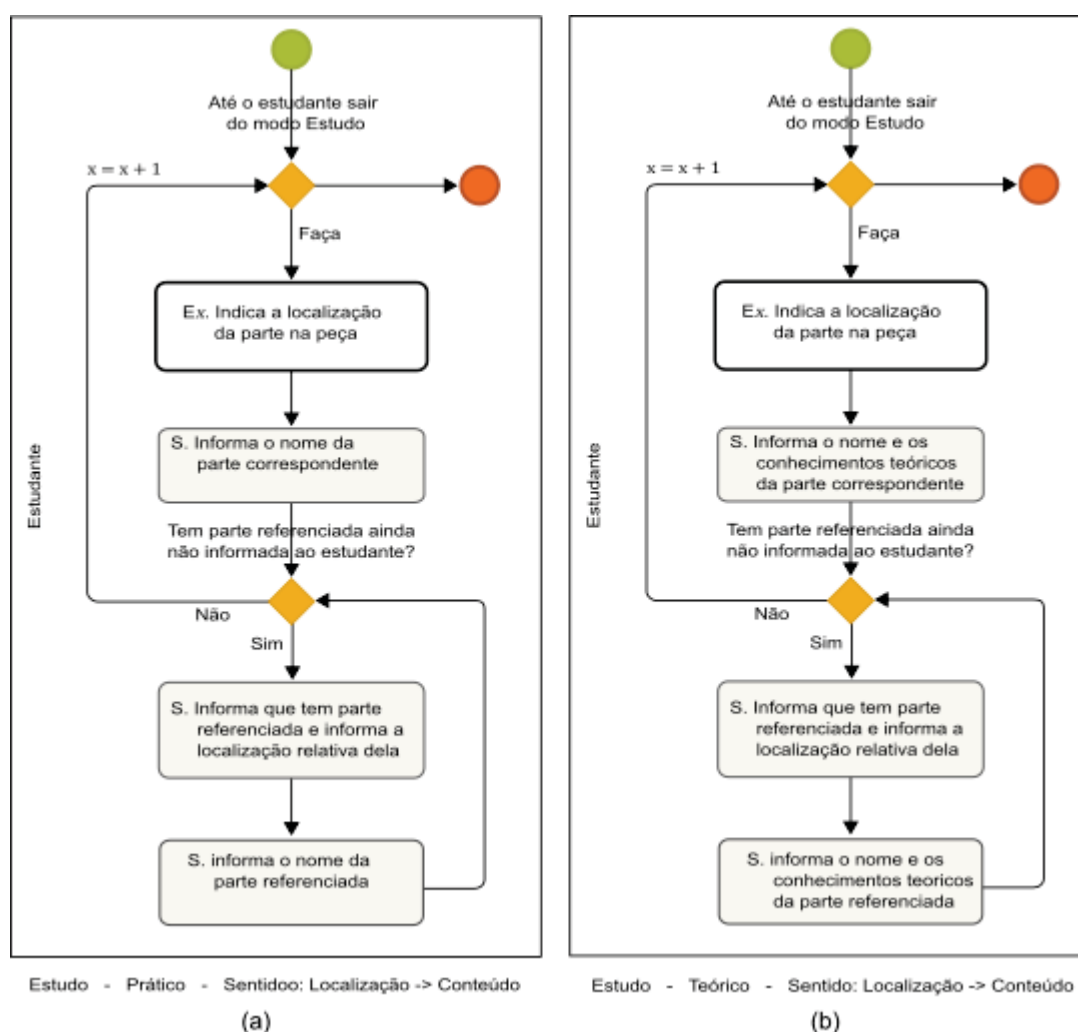 Até o estudante sair
do modo Estudo
x = x + 1
Faça
Ex. Indica a localização
da parte na peça
S. Informa o nome da
parte correspondente
Estudante
Tem parte referenciada ainda
não informada ao estudante?
Não
Sim
S. Informa que tem parte
referenciada e informa a
localização relativa dela
S. informa o nome da
parte referenciada
Estudo - Prático - Sentidoo: Localização -> Conteúdo
(a)
Até o estudante sair
do modo Estudo
x = x + 1
Faça
Ex. Indica a localização
da parte na peça
S. Informa o nome e os
conhecimentos teóricos
da parte correspondente
Estudante
Tem parte referenciada ainda
não informada ao estudante?
Não
Sim
S. Informa que tem parte
referenciada e informa a
localização relativa dela
S. informa o nome e os
conhecimentos teoricos
da parte referenciada
Estudo - Teórico - Sentido: Localização -> Conteúdo
(b)